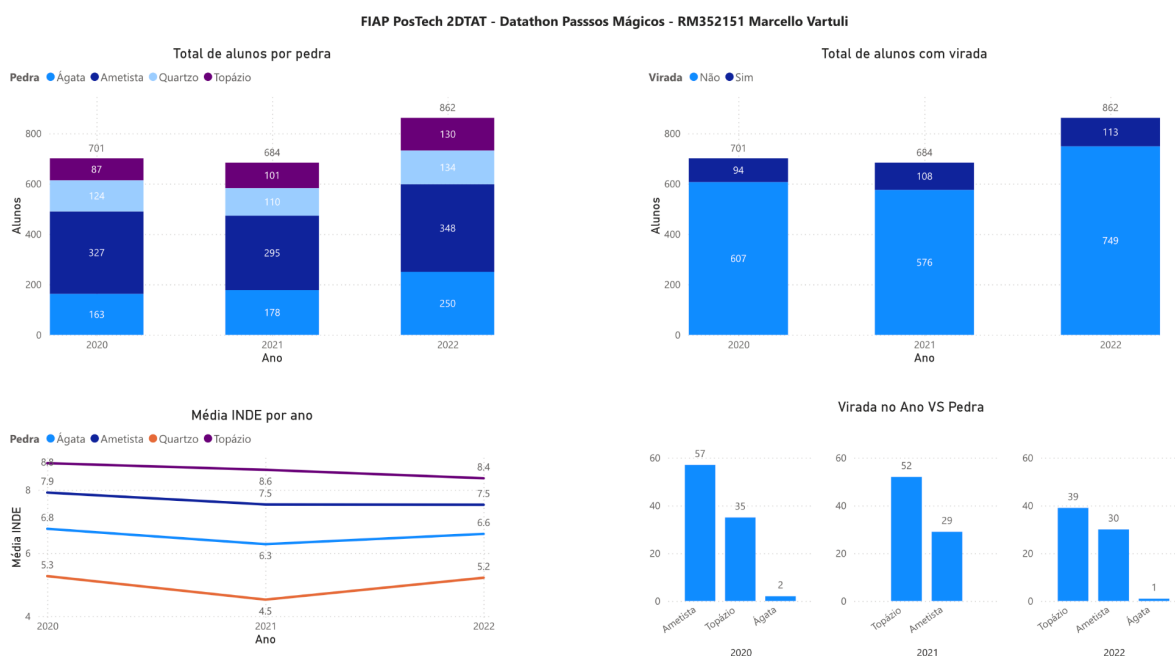 FIAP PosTech 2DTAT - Datathon Passsos Mágicos - RM352151 Marcello Vartuli
Total de alunos por pedra
Pedra Ágata Ametista Quartzo Topázio
Alunos
800
600
400
200
0
701
87
124
327
163
684
101
110
295
178
862
130
134
348
250
2020 2021 2022
Ano
Total de alunos com virada
Virada Não Sim
Alunos
800
600
400
200
0
701
94
607
684
108
576
862
113
749
2020 2021 2022
Ano
Média INDE por ano
Pedra Ágata Ametista Quartzo Topázio
Média INDE
8
6
4
8.8 8.6 8.4
7.9 7.5 7.5
6.8 6.3 6.6
5.3 4.5 5.2
2020 2021 2022
Ano
Virada no Ano VS Pedra
60
40
20
0
57 35 2
Ametista Topázio Ágata
2020
60
40
20
0
52 29
Topázio Ametista
2021
60
40
20
0
39 30 1
Topázio Ametista Ágata
2022